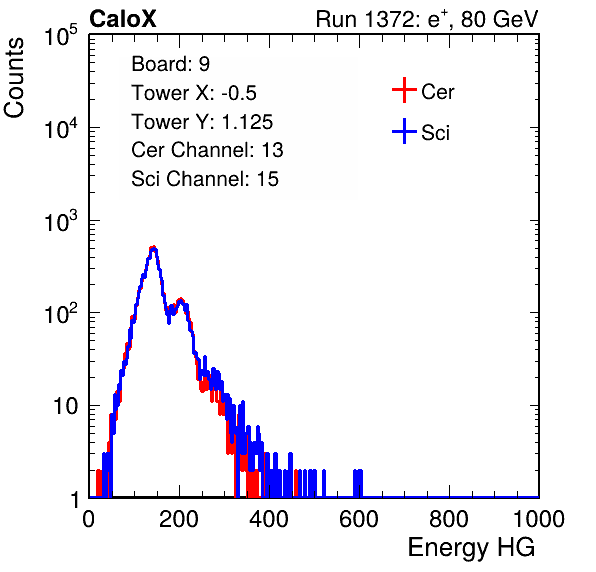 CaloX Run 1372: e⁺, 80 GeV
Counts
10⁵
10⁴
10³
10²
10
1
Board: 9
Tower X: -0.5
Tower Y: 1.125
Cer Channel: 13
Sci Channel: 15
Cer
Sci
0 200 400 600 800 1000
Energy HG